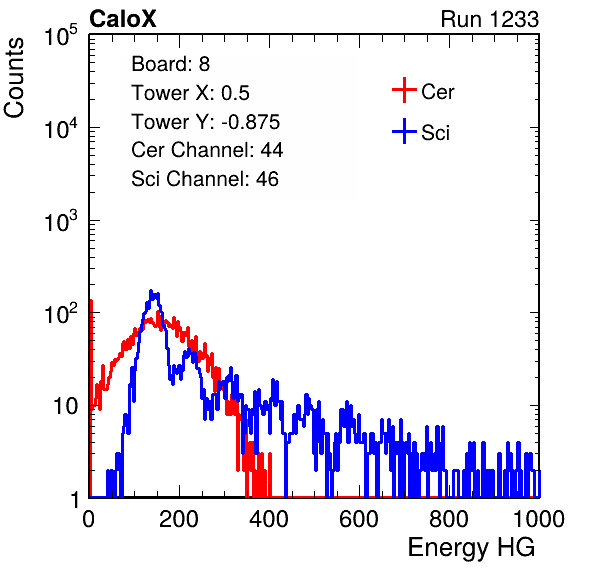 CaloX Run 1233
Counts
Board: 8
Tower X: 0.5
Tower Y: -0.875
Cer Channel: 44
Sci Channel: 46
Cer
Sci
10^5
10^4
10^3
10^2
10
1
0 200 400 600 800 1000
Energy HG